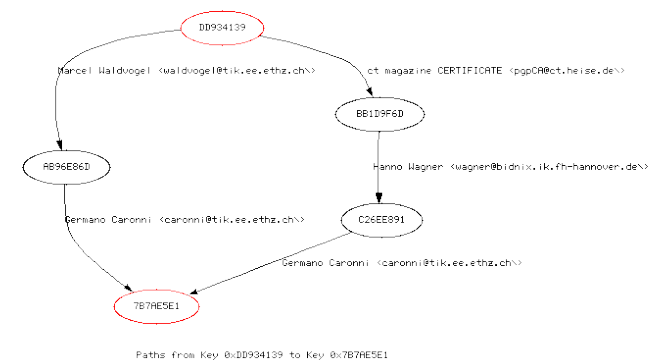 DD934139
Marcel Waldvogel <waldvogel@tik.ee.ethz.ch\>
ct magazine CERTIFICATE <pgpCA@ct.heise.de\>
BB1D9F6D
AB96E86D
Hanno Wagner <wagner@bidnix.ik.fh-hannover.de\>
Germano Caronni <caronni@tik.ee.ethz.ch\>
C26EE891
Germano Caronni <caronni@tik.ee.ethz.ch\>
7B7AE5E1
Paths from Key 0xDD934139 to Key 0x7B7AE5E1